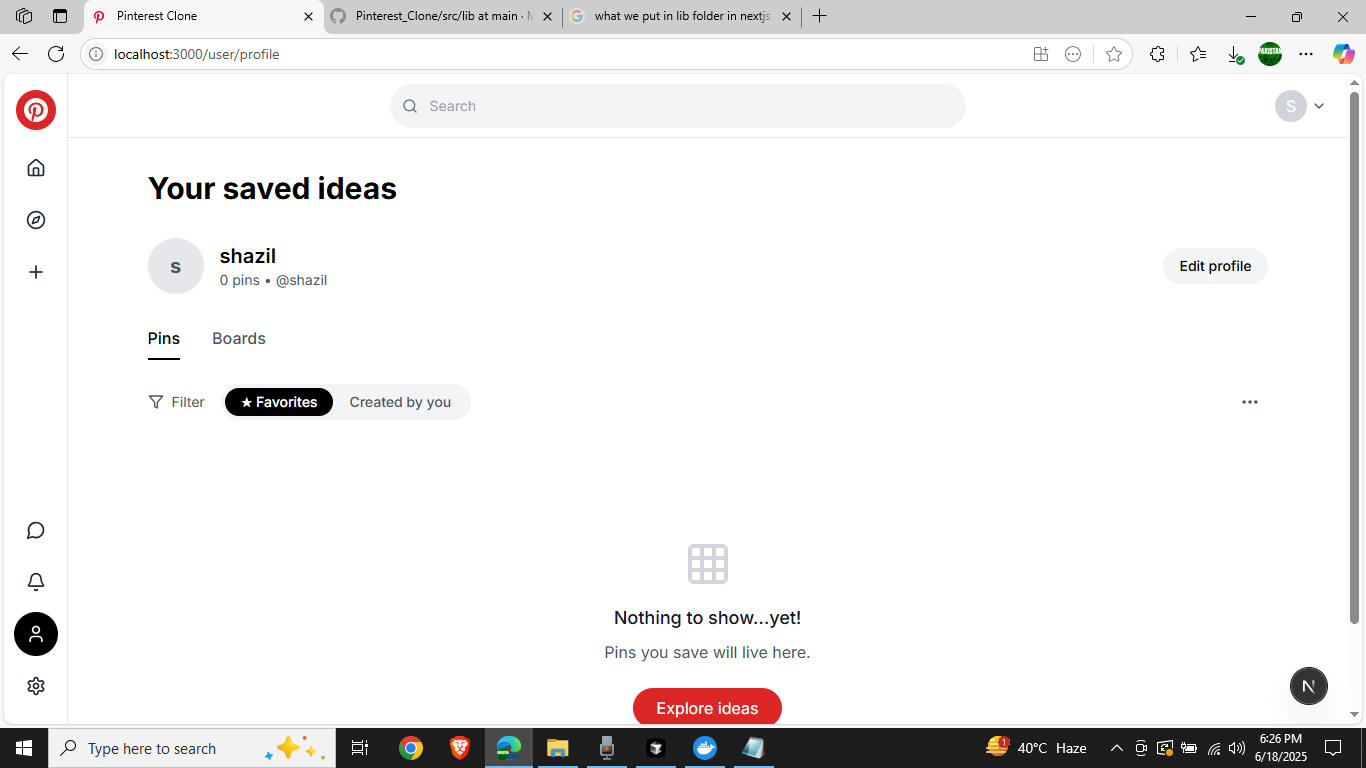 Pinterest Clone
Pinterest_Clone/src/lib at main · M
what we put in lib folder in nextjs
localhost:3000/user/profile
PAKISTAN
Search
S
Your saved ideas
s
shazil
0 pins • @shazil
Edit profile
Pins
Boards
Filter
★ Favorites
Created by you
Nothing to show...yet!
Pins you save will live here.
Explore ideas
N
Type here to search
1
40°C Haze
6:26 PM
6/18/2025